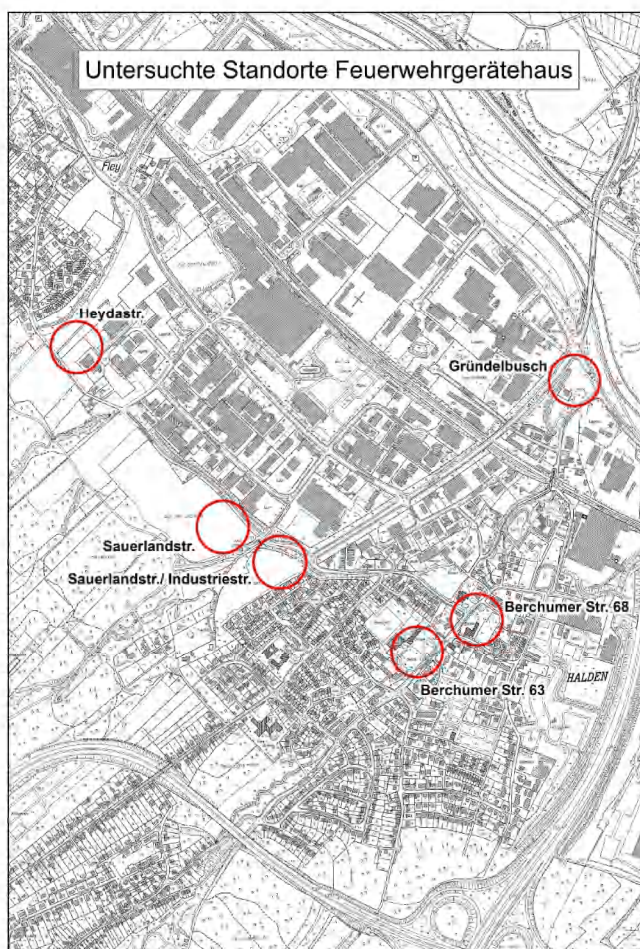 Untersuchte Standorte Feuerwehrgerätehaus
Fley
Heydastr.
Gründelbusch
Sauerlandstr.
Sauerlandstr./ Industriestr.
Berchumer Str. 68
Berchumer Str. 63
HALDEN